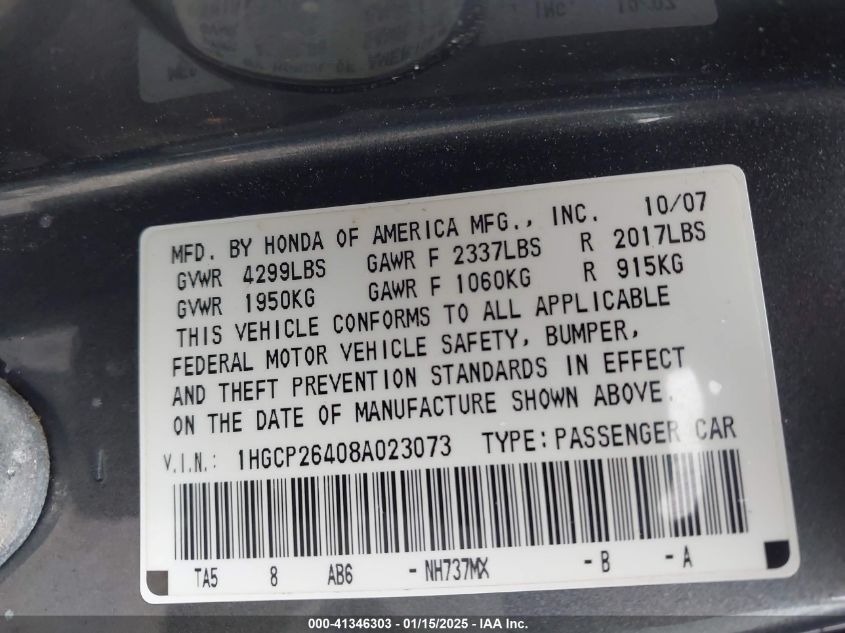 MFD. BY HONDA OF AMERICA MFG., INC. 10/07
GVWR 4299LBS GAWR F 2337LBS R 2017LBS
GVWR 1950KG GAWR F 1060KG R 915KG
THIS VEHICLE CONFORMS TO ALL APPLICABLE
FEDERAL MOTOR VEHICLE SAFETY, BUMPER,
AND THEFT PREVENTION STANDARDS IN EFFECT
ON THE DATE OF MANUFACTURE SHOWN ABOVE.
V.I.N.: 1HGCP26408A023073 TYPE: PASSENGER CAR
TA5 8 AB6 -NH737MX -B -A
000-41346303 - 01/15/2025 - IAA Inc.